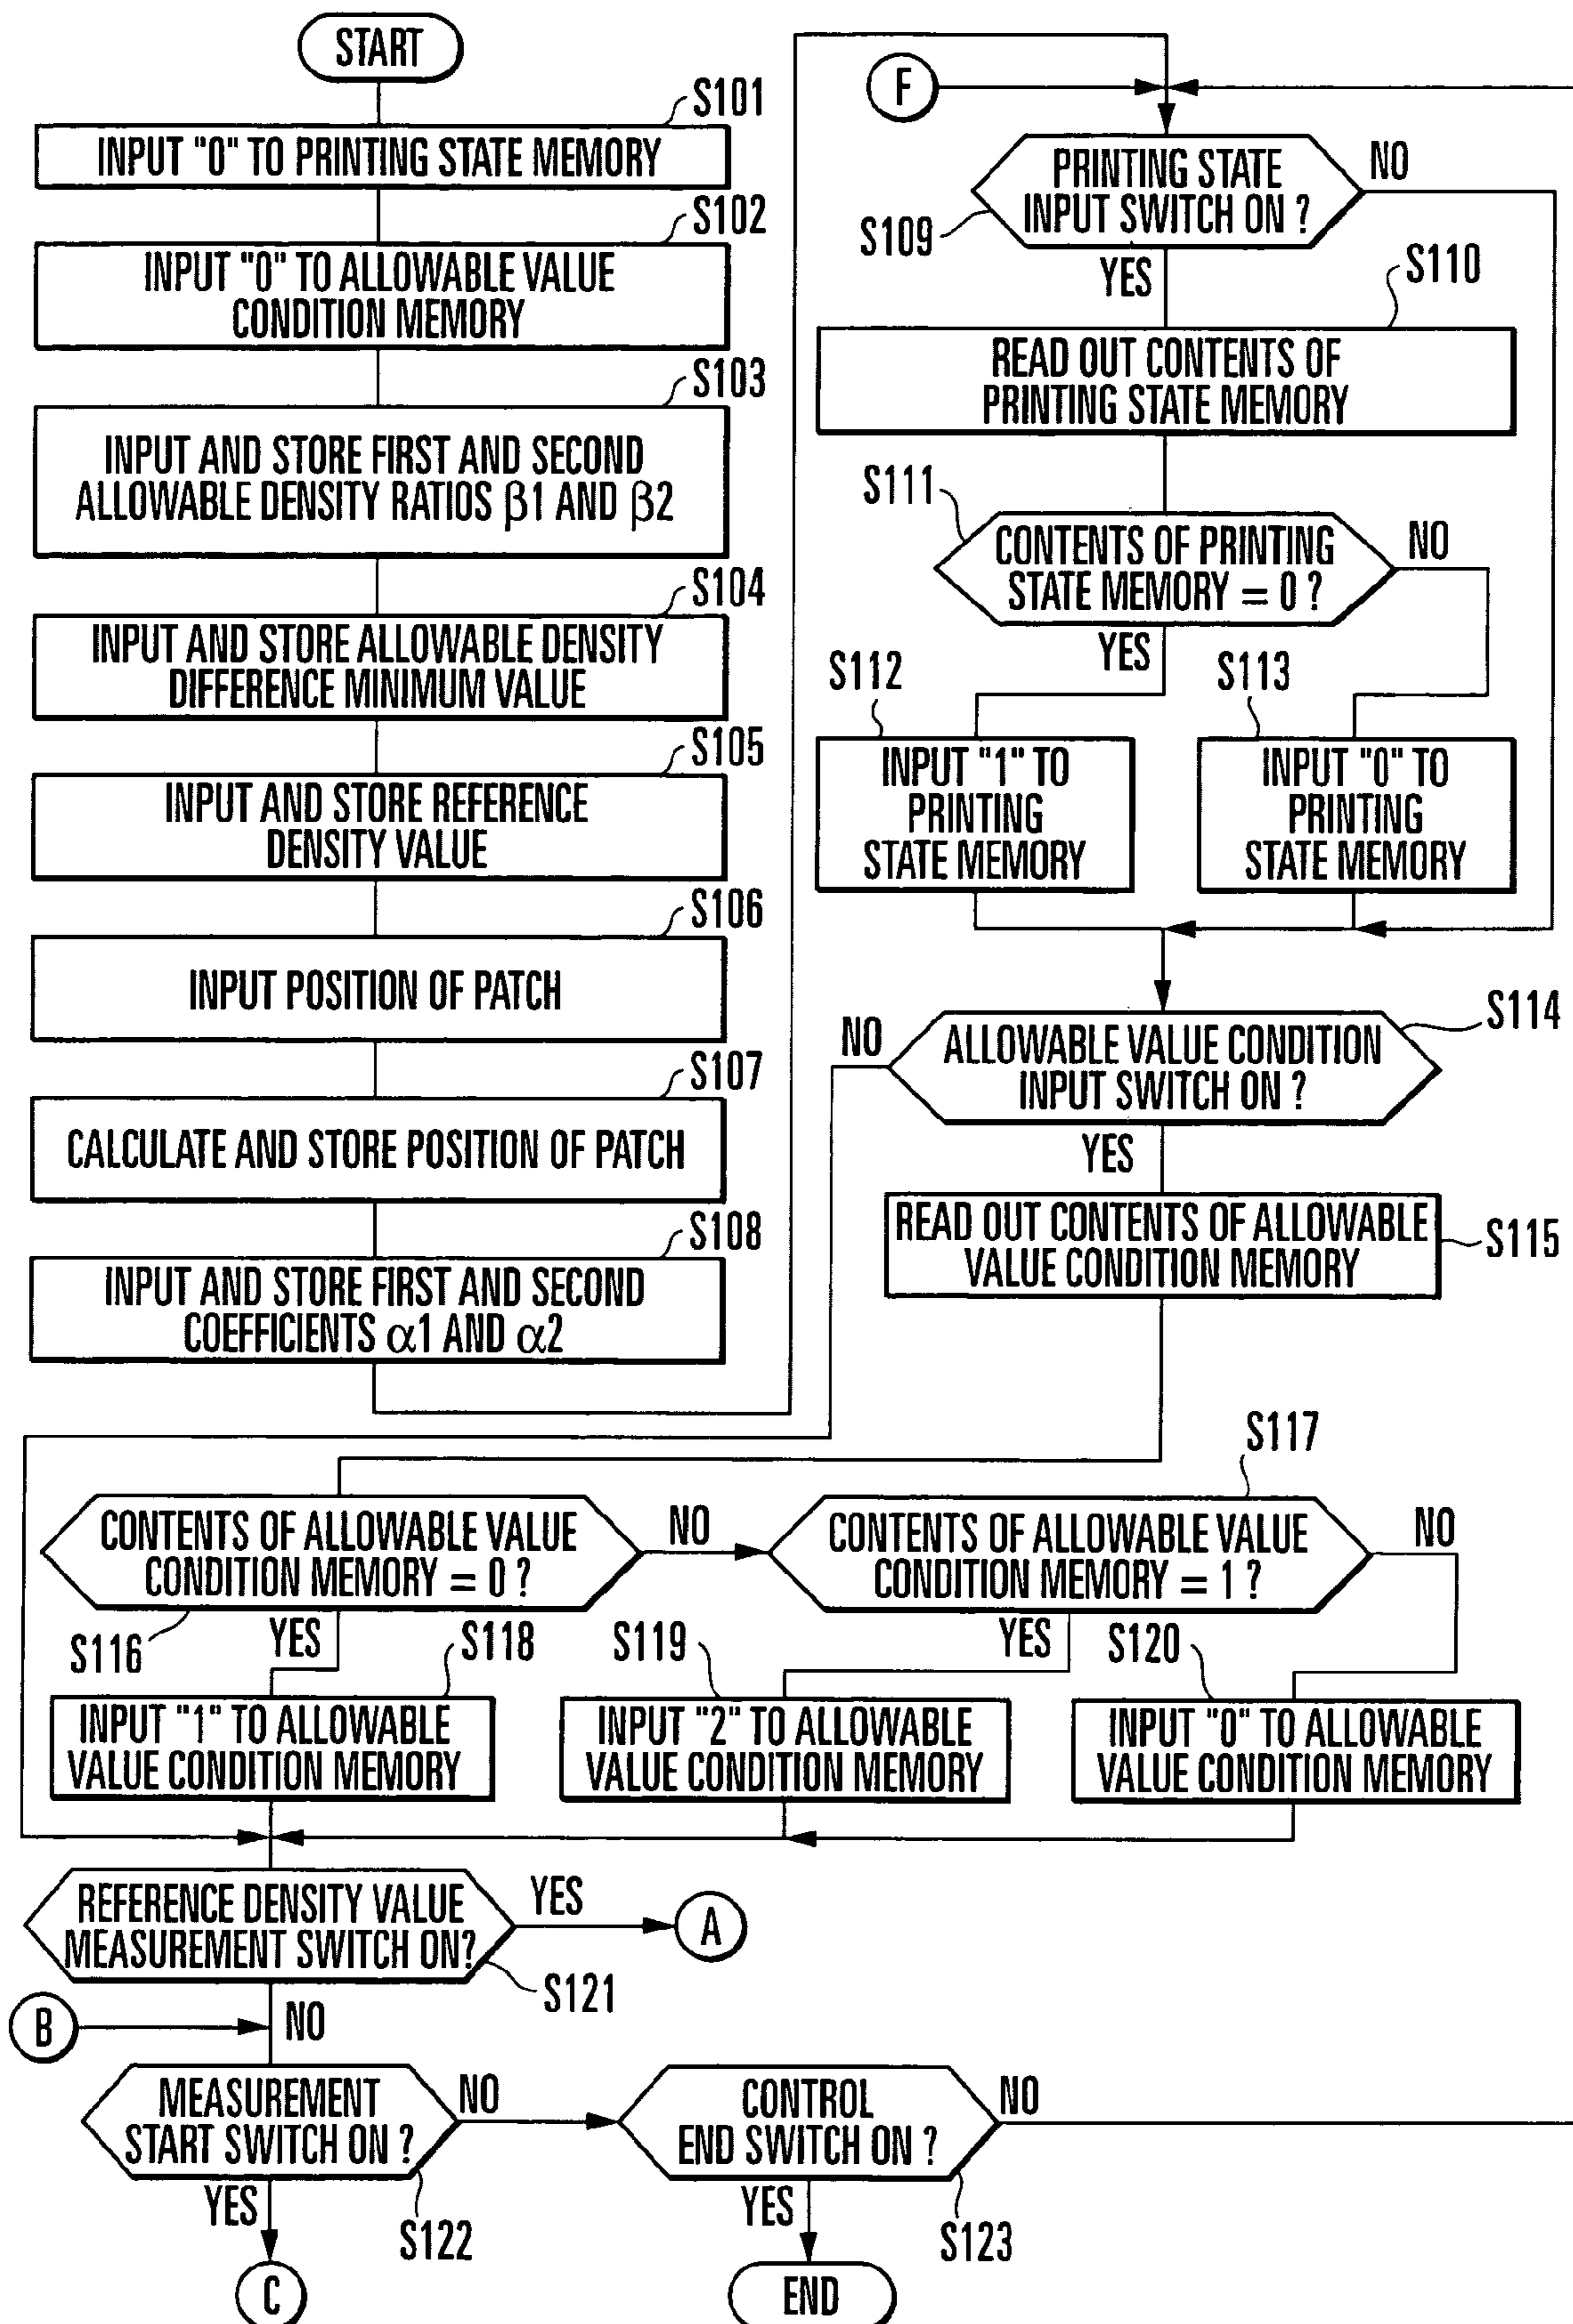 START
S101
INPUT "0" TO PRINTING STATE MEMORY
S102
INPUT "0" TO ALLOWABLE VALUE
CONDITION MEMORY
S103
INPUT AND STORE FIRST AND SECOND
ALLOWABLE DENSITY RATIOS β1 AND β2
S104
INPUT AND STORE ALLOWABLE DENSITY
DIFFERENCE MINIMUM VALUE
S105
INPUT AND STORE REFERENCE
DENSITY VALUE
S106
INPUT POSITION OF PATCH
S107
CALCULATE AND STORE POSITION OF PATCH
S108
INPUT AND STORE FIRST AND SECOND
COEFFICIENTS α1 AND α2
F
PRINTING STATE
INPUT SWITCH ON ?
NO
S109
YES
S110
READ OUT CONTENTS OF
PRINTING STATE MEMORY
S111
CONTENTS OF PRINTING
STATE MEMORY = 0 ?
NO
YES
S112
S113
INPUT "1" TO
PRINTING
STATE MEMORY
INPUT "0" TO
PRINTING
STATE MEMORY
S114
NO
ALLOWABLE VALUE CONDITION
INPUT SWITCH ON ?
YES
READ OUT CONTENTS OF ALLOWABLE
VALUE CONDITION MEMORY
S115
S117
CONTENTS OF ALLOWABLE VALUE
CONDITION MEMORY = 0 ?
NO
CONTENTS OF ALLOWABLE VALUE
CONDITION MEMORY = 1 ?
NO
S116
YES
S118
S119
YES
S120
INPUT "1" TO ALLOWABLE
VALUE CONDITION MEMORY
INPUT "2" TO ALLOWABLE
VALUE CONDITION MEMORY
INPUT "0" TO ALLOWABLE
VALUE CONDITION MEMORY
REFERENCE DENSITY VALUE
MEASUREMENT SWITCH ON?
YES
A
S121
B
NO
MEASUREMENT
START SWITCH ON ?
NO
CONTROL
END SWITCH ON ?
NO
YES
S122
YES
S123
C
END